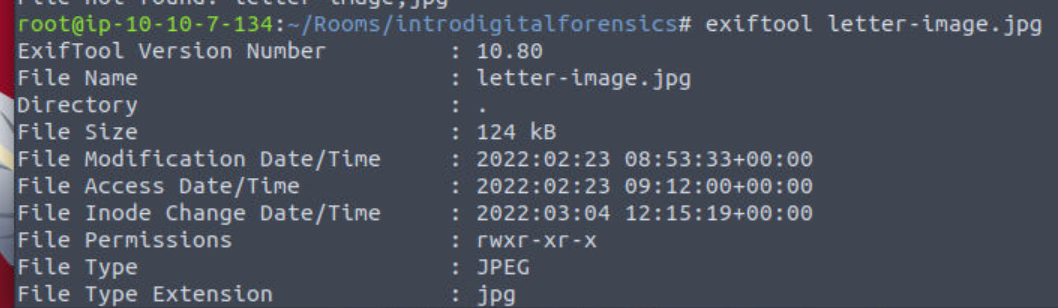 File not found: letter-image,jpg
root@ip-10-10-7-134:~/Rooms/introdigitalforensics# exiftool letter-image.jpg
ExifTool Version Number : 10.80
File Name : letter-image.jpg
Directory : .
File Size : 124 kB
File Modification Date/Time : 2022:02:23 08:53:33+00:00
File Access Date/Time : 2022:02:23 09:12:00+00:00
File Inode Change Date/Time : 2022:03:04 12:15:19+00:00
File Permissions : rwxr-xr-x
File Type : JPEG
File Type Extension : jpg